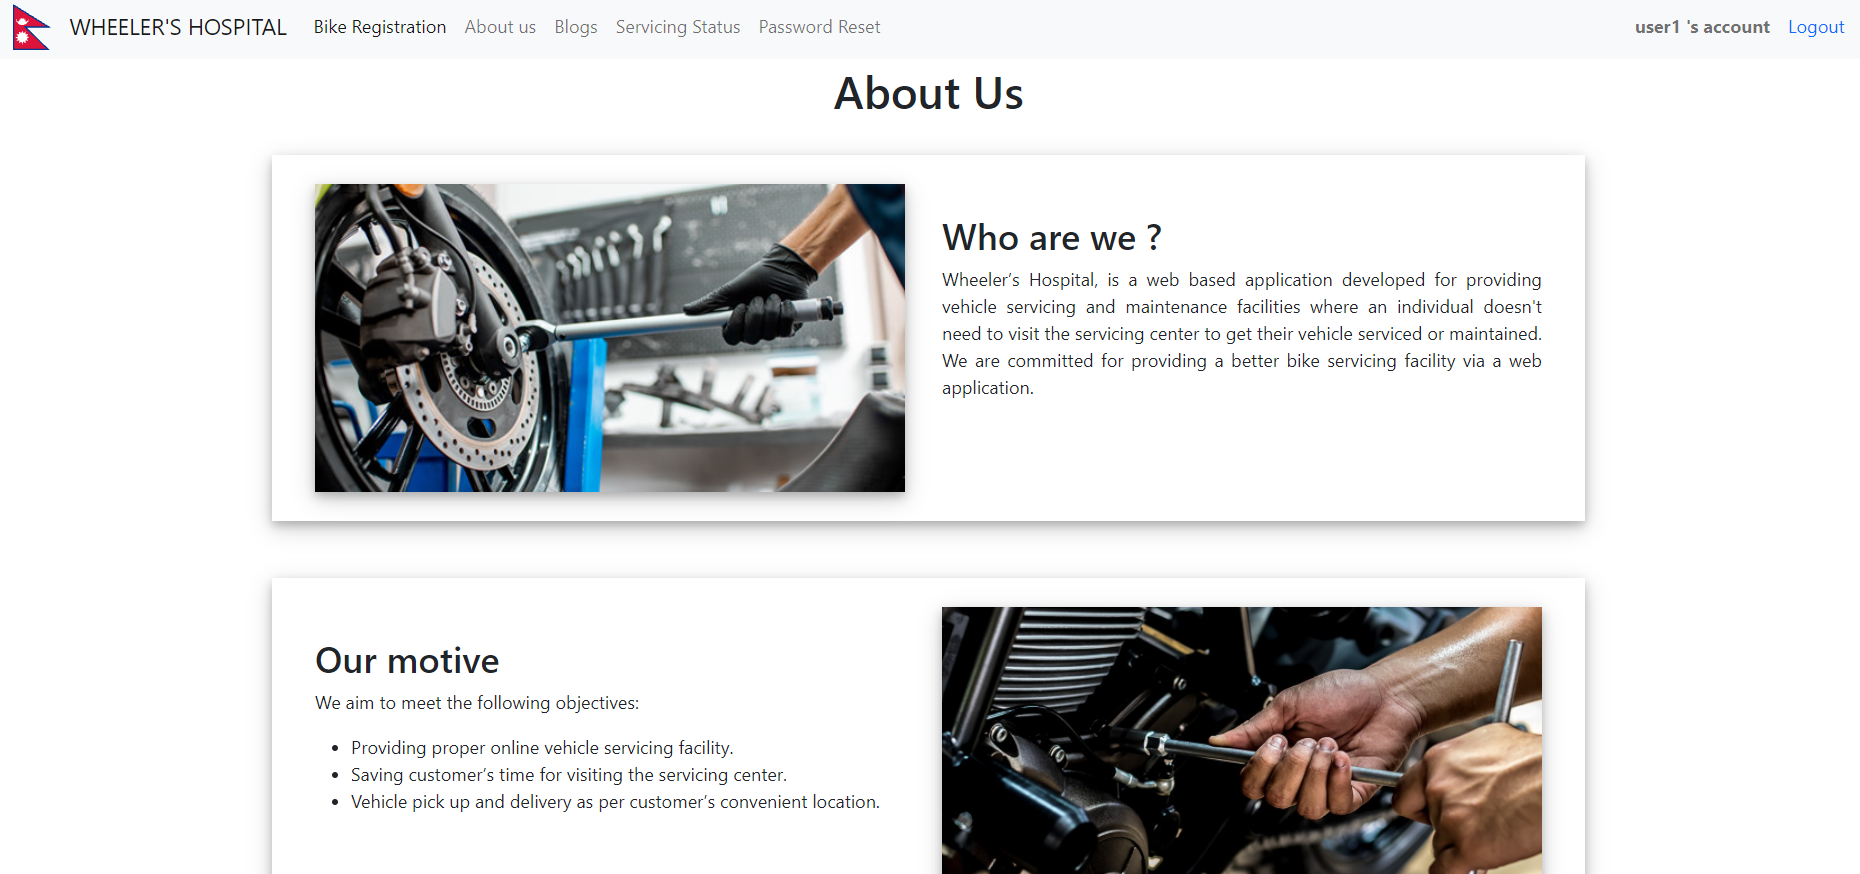 WHEELER'S HOSPITAL Bike Registration About us Blogs Servicing Status Password Reset user1 's account Logout
About Us
Who are we ?
Wheeler’s Hospital, is a web based application developed for providing
vehicle servicing and maintenance facilities where an individual doesn't
need to visit the servicing center to get their vehicle serviced or maintained.
We are committed for providing a better bike servicing facility via a web
application.
Our motive
We aim to meet the following objectives:
• Providing proper online vehicle servicing facility.
• Saving customer’s time for visiting the servicing center.
• Vehicle pick up and delivery as per customer’s convenient location.